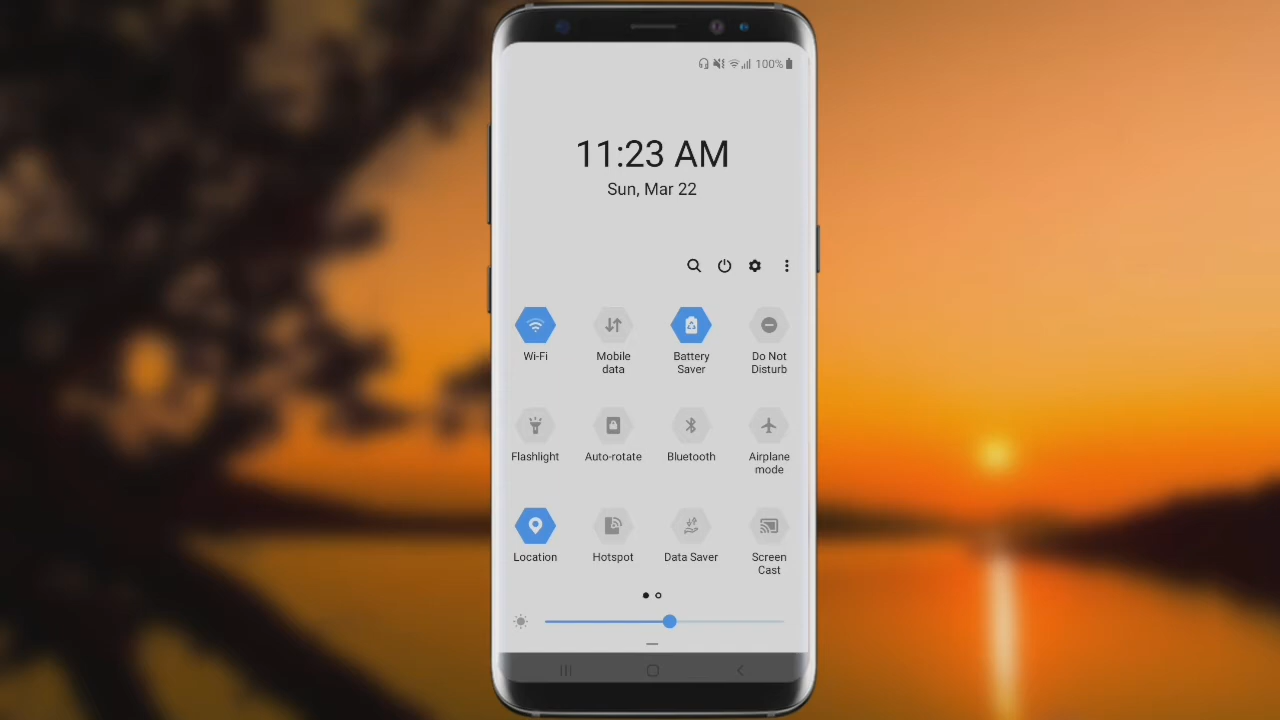 100%
11:23 AM
Sun, Mar 22
Wi-Fi
Mobile
data
Battery
Saver
Do Not
Disturb
Flashlight
Auto-rotate
Bluetooth
Airplane
mode
Location
Hotspot
Data Saver
Screen
Cast